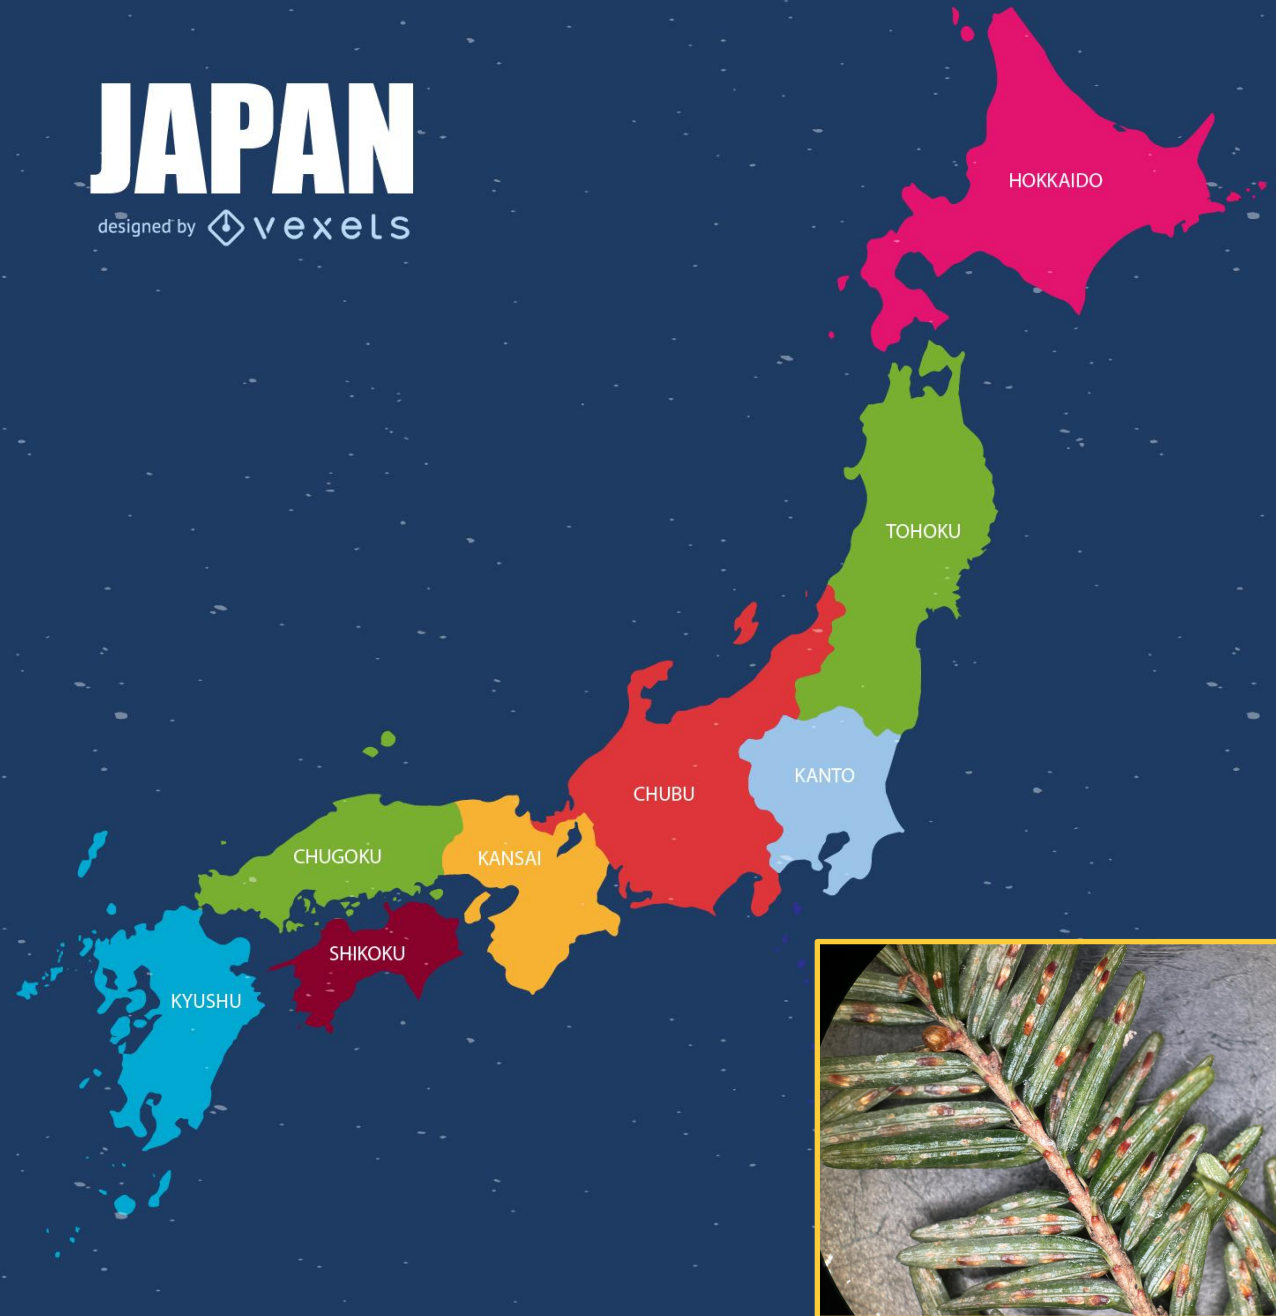 JAPAN
designed by vexels
HOKKAIDO
TOHOKU
CHUBU
KANTO
CHUGOKU
KANSAI
SHIKOKU
KYUSHU